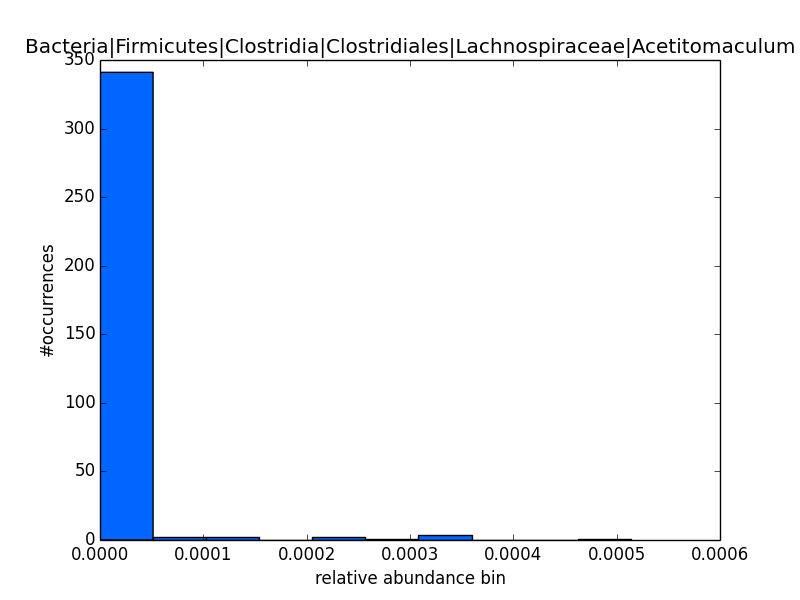 Bacteria|Firmicutes|Clostridia|Clostridiales|Lachnospiraceae|Acetitomaculum
350
300
250
200
150
100
50
0
#occurrences
0.0000 0.0001 0.0002 0.0003 0.0004 0.0005 0.0006
relative abundance bin